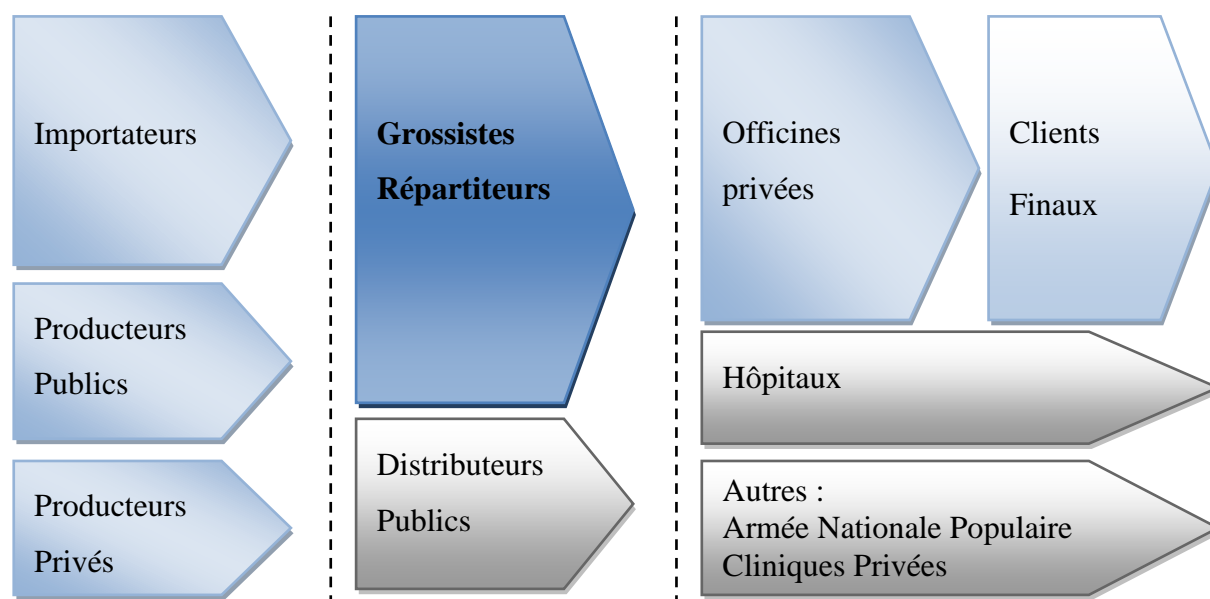 Importateurs
Producteurs
Publics
Producteurs
Privés
Grossistes
Répartiteurs
Distributeurs
Publics
Officines
privées
Clients
Finaux
Hôpitaux
Autres :
Armée Nationale Populaire
Cliniques Privées